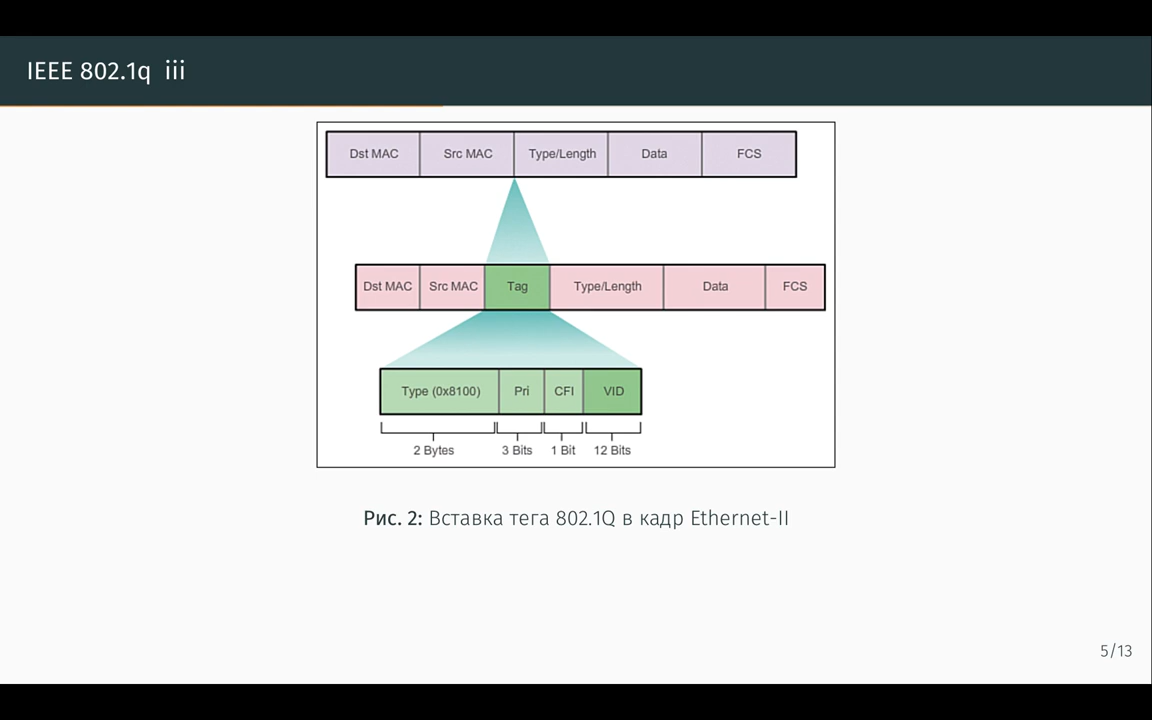 IEEE 802.1q iii
Dst MAC Src MAC Type/Length Data FCS
Dst MAC Src MAC Tag Type/Length Data FCS
Type (0x8100) Pri CFI VID
2 Bytes 3 Bits 1 Bit 12 Bits
Рис. 2: Вставка тега 802.1Q в кадр Ethernet-II
5/13